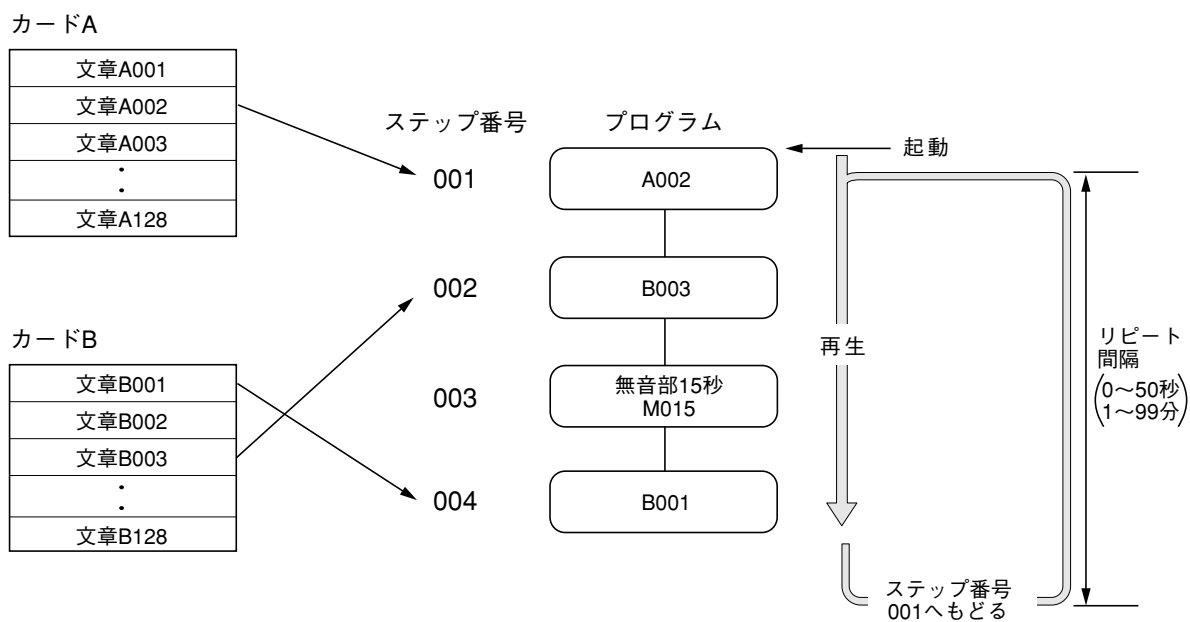 カードA
文章A001
文章A002
文章A003
:
文章A128
カードB
文章B001
文章B002
文章B003
:
文章B128
ステップ番号
001
002
003
004
プログラム
A002
B003
無音部15秒
M015
B001
起動
再生
ステップ番号
001へもどる
リピート
間隔
(0〜50秒
1〜99分)